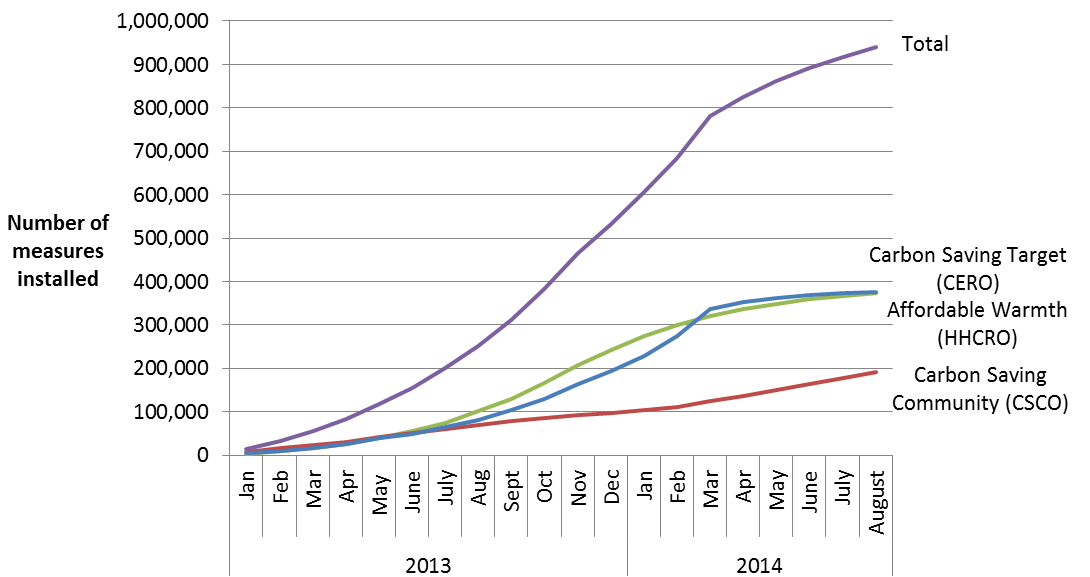 1,000,000
900,000
800,000
700,000
600,000
500,000
400,000
300,000
200,000
100,000
0
Number of
measures
installed
Total
Carbon Saving Target
(CERO)
Affordable Warmth
(HHCRO)
Carbon Saving
Community (CSCO)
Jan
Feb
Mar
Apr
May
June
July
Aug
Sept
Oct
Nov
Dec
Jan
Feb
Mar
Apr
May
June
July
August
2013
2014